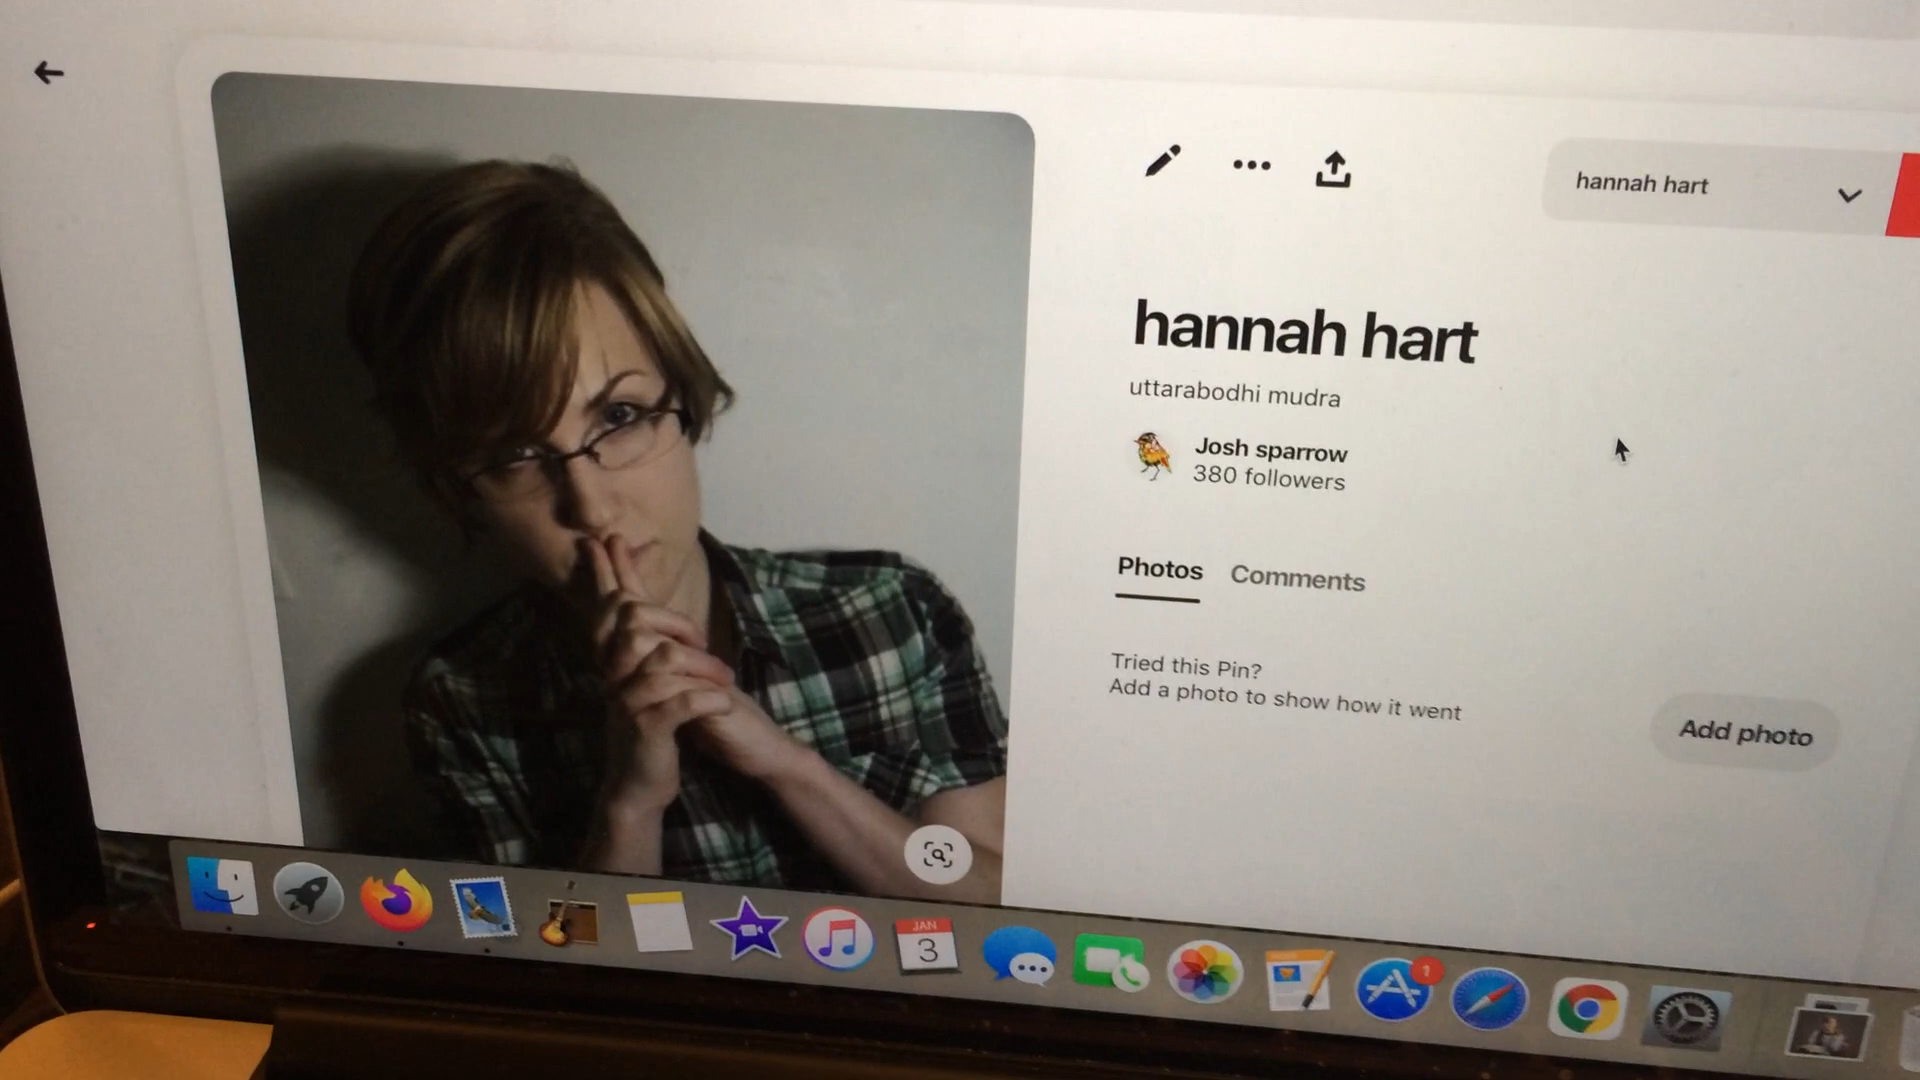 hannah hart
hannah hart
uttarabodhi mudra
Josh sparrow
380 followers
Photos Comments
Tried this Pin?
Add a photo to show how it went
Add photo
JAN
3
1